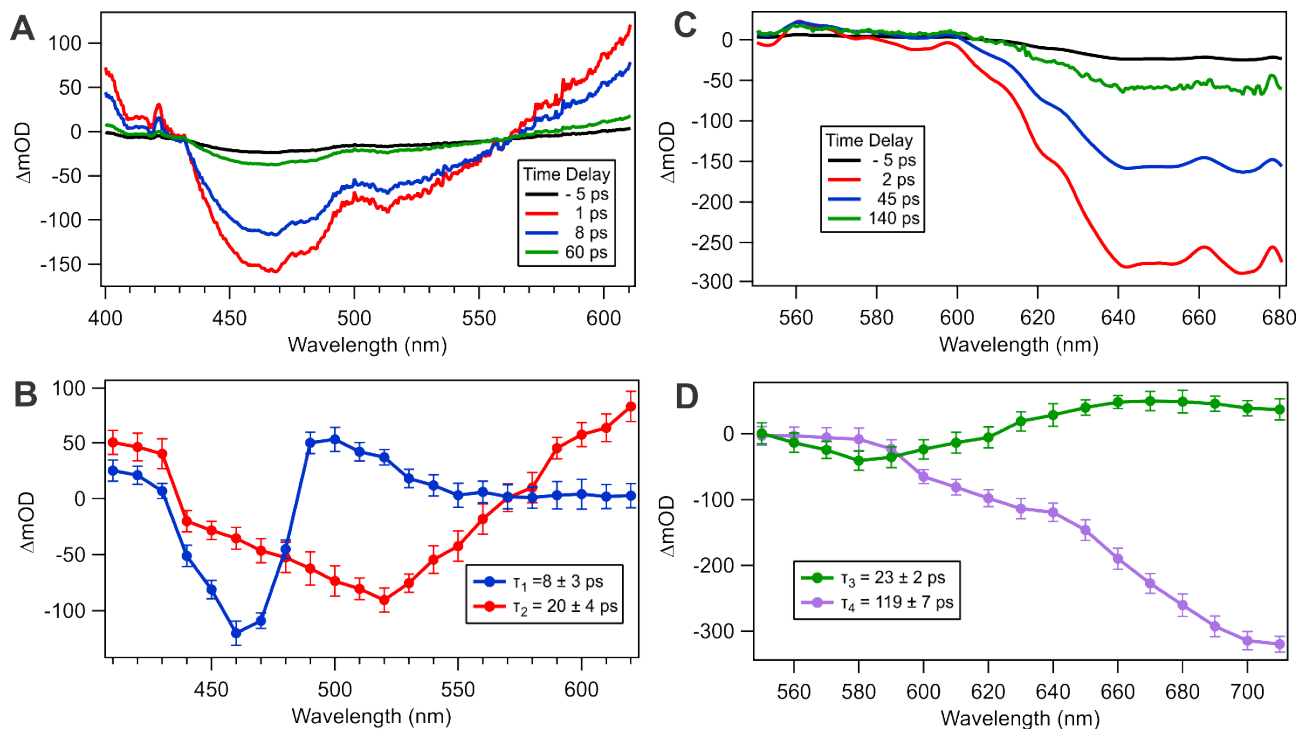 A
ΔmOD
100
50
0
-50
-100
-150
Time Delay
- 5 ps
1 ps
8 ps
60 ps
400
450
500
550
600
Wavelength (nm)
C
ΔmOD
0
-50
-100
-150
-200
-250
-300
Time Delay
- 5 ps
2 ps
45 ps
140 ps
560
580
600
620
640
660
680
Wavelength (nm)
B
ΔmOD
100
50
0
-50
-100
τ1 =8 ± 3 ps
τ2 = 20 ± 4 ps
450
500
550
600
Wavelength (nm)
D
ΔmOD
0
-100
-200
-300
τ3 = 23 ± 2 ps
τ4 = 119 ± 7 ps
560
580
600
620
640
660
680
700
Wavelength (nm)